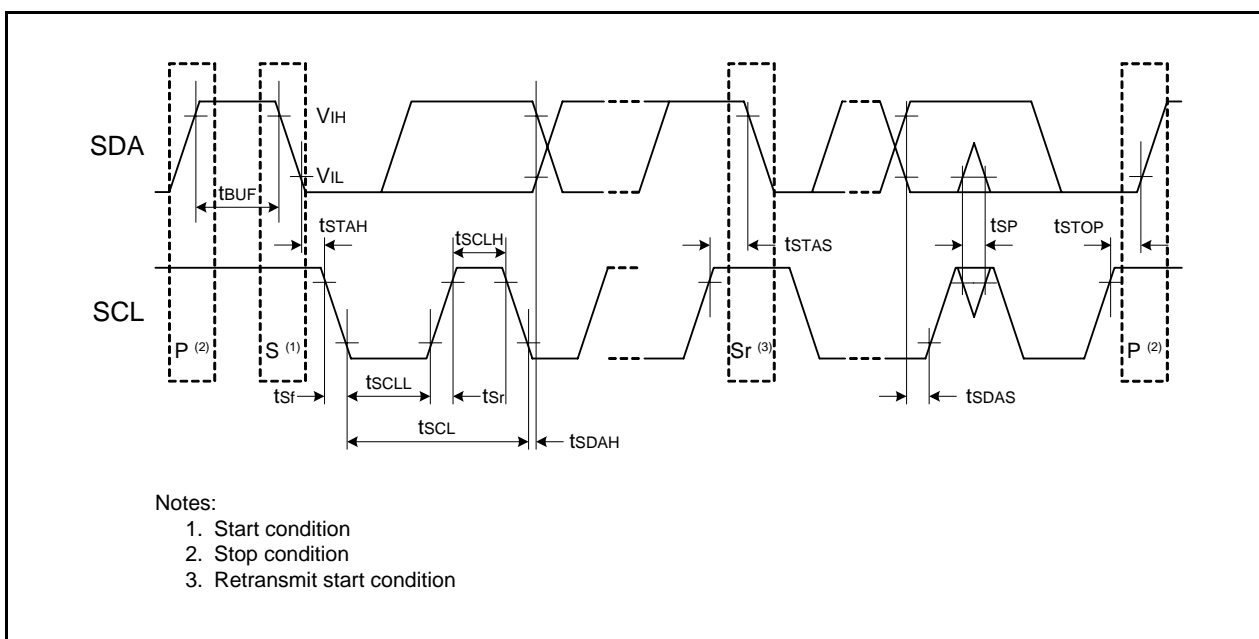 SDA
VIH
VIL
tBUF
tSTAH
tSCLH
tSTAS
tSP
tSTOP
SCL
P (2)
S (1)
Sr (3)
P (2)
tSf
tSCLL
tSr
tSDAS
tSCL
tSDAH
Notes:
1. Start condition
2. Stop condition
3. Retransmit start condition